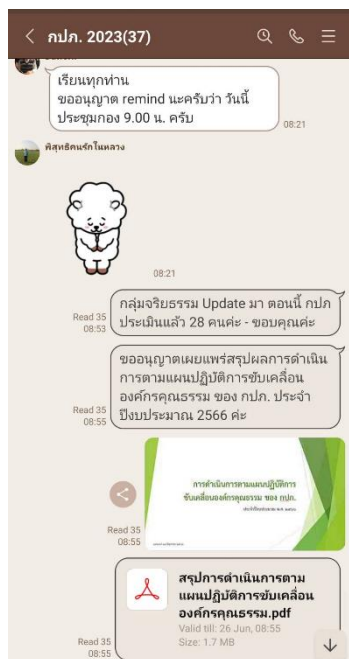 กปภ. 2023(37)
เรียนทุกท่าน
ขออนุญาต remind นะครับว่า วันนี้
ประชุมกอง 9.00 น. ครับ
08:21
พิสุทธิคนรักในหลวง
08:21
กลุ่มจริยธรรม Update มา ตอนนี้ กปภ
ประเมินแล้ว 28 คนค่ะ - ขอบคุณค่ะ
Read 35
08:53
ขออนุญาตเผยแพร่สรุปผลการดำเนิน
การตามแผนปฏิบัติการขับเคลื่อน
องค์กรคุณธรรม ของ กปภ. ประจำ
ปีงบประมาณ 2566 ค่ะ
Read 35
08:55
การดำเนินการตามแผนปฏิบัติการ
ขับเคลื่อนองค์กรคุณธรรม ของ กปภ.
Read 35
08:55
สรุปการดำเนินการตาม
แผนปฏิบัติการขับเคลื่อน
องค์กรคุณธรรม.pdf
Valid till: 26 Jun, 08:55
Size: 1.7 MB
Read 35
08:55